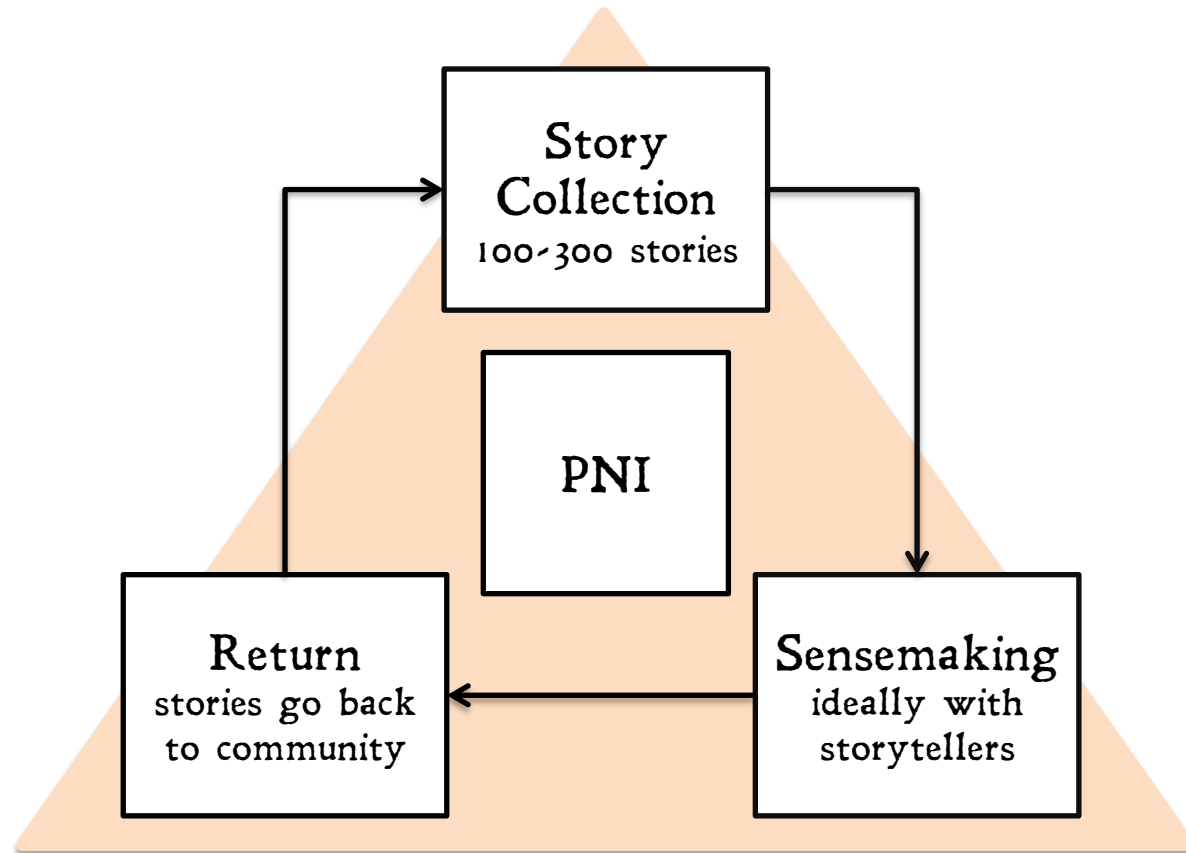 Story
Collection
100-300 stories
PNI
Return
stories go back
to community
Sensemaking
ideally with
storytellers